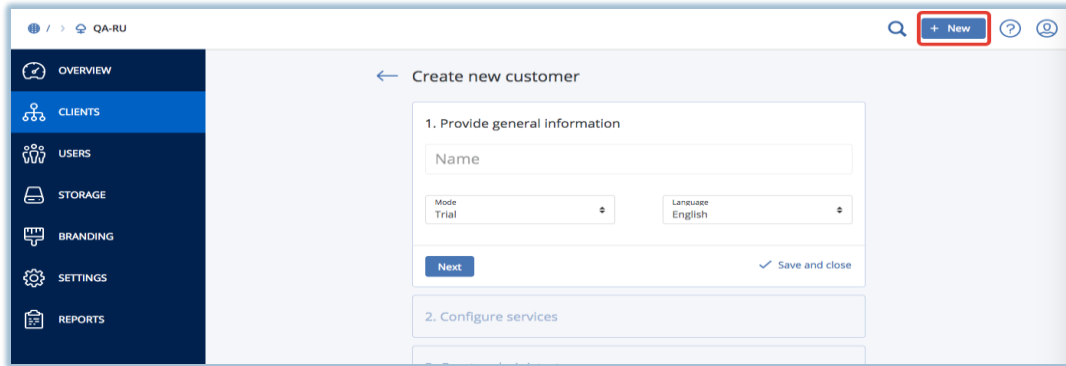 / > QA-RU
+ New
OVERVIEW
CLIENTS
USERS
STORAGE
BRANDING
SETTINGS
REPORTS
Create new customer
1. Provide general information
Name
Mode
Trial
Language
English
Next
Save and close
2. Configure services